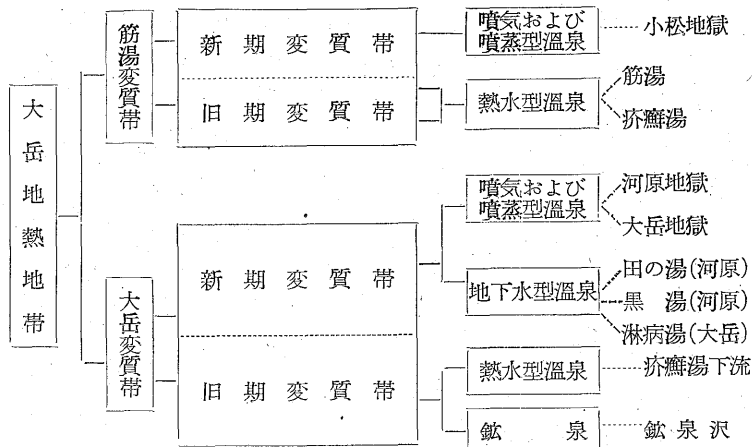 大岳地熱地帯
筋湯変質帯
新期変質帯
旧期変質帯
噴気および
噴蒸型温泉
小松地獄
熱水型温泉
筋湯
疥癬湯
大岳変質帯
新期変質帯
旧期変質帯
噴気および
噴蒸型温泉
河原地獄
大岳地獄
地下水型温泉
田の湯(河原)
黒 湯(河原)
淋病湯(大岳)
熱水型温泉
疥癬湯下流
鉱 泉
鉱泉沢